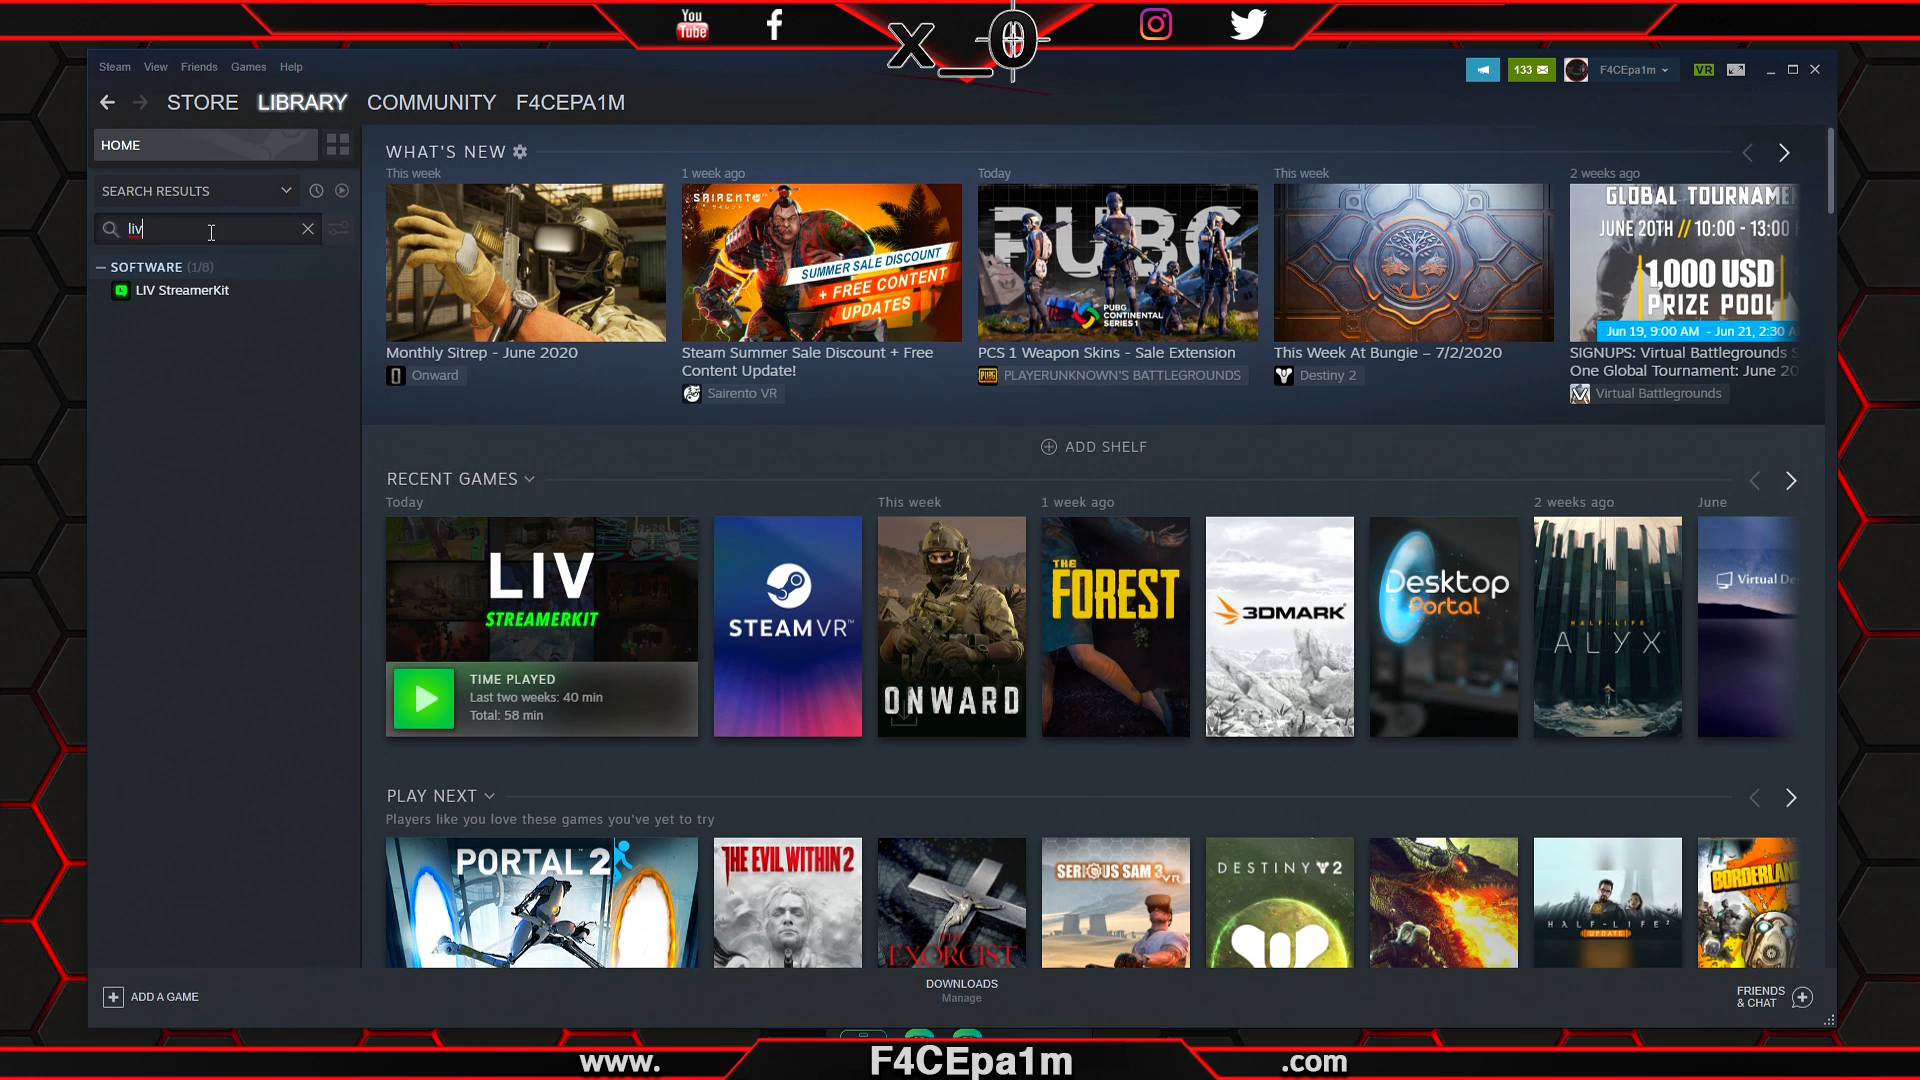 You
Tube
x_0
Steam View Friends Games Help
133
F4CEpa1m
VR
STORE LIBRARY COMMUNITY F4CEPA1M
HOME
SEARCH RESULTS
liv
SOFTWARE (1/8)
LIV StreamerKit
WHAT'S NEW
This week
1 week ago
Today
This week
2 weeks ago
SAIRENTO
SUMMER SALE DISCOUNT
+ FREE CONTENT
UPDATES
PUBG
PUBG
CONTINENTAL
SERIES 1
GLOBAL TOURNAME
JUNE 20TH // 10:00 - 13:00
1,000 USD
PRIZE POOL
Jun 19, 9:00 AM - Jun 21, 2:30 A
Monthly Sitrep - June 2020
Onward
Steam Summer Sale Discount + Free
Content Update!
Sairento VR
PCS 1 Weapon Skins - Sale Extension
PUBG
PLAYERUNKNOWN'S BATTLEGROUNDS
This Week At Bungie – 7/2/2020
Destiny 2
SIGNUPS: Virtual Battlegrounds S
One Global Tournament: June 20
Virtual Battlegrounds
ADD SHELF
RECENT GAMES
Today
This week
1 week ago
2 weeks ago
June
LIV
STREAMERKIT
TIME PLAYED
Last two weeks: 40 min
Total: 58 min
STEAMVR™
ONWARD
THE
FOREST
3DMARK
Desktop
Portal
HALF-LIFE
ALYX
Virtual De
PLAY NEXT
Players like you love these games you've yet to try
PORTAL 2
THE EVIL WITHIN 2
THE
EXORCIST
SERIOUS SAM 3 VR
DESTINY 2
HALF-LIFE 2
UPDATE
BORDERLAN
ADD A GAME
DOWNLOADS
Manage
FRIENDS
& CHAT
www. F4CEpa1m .com